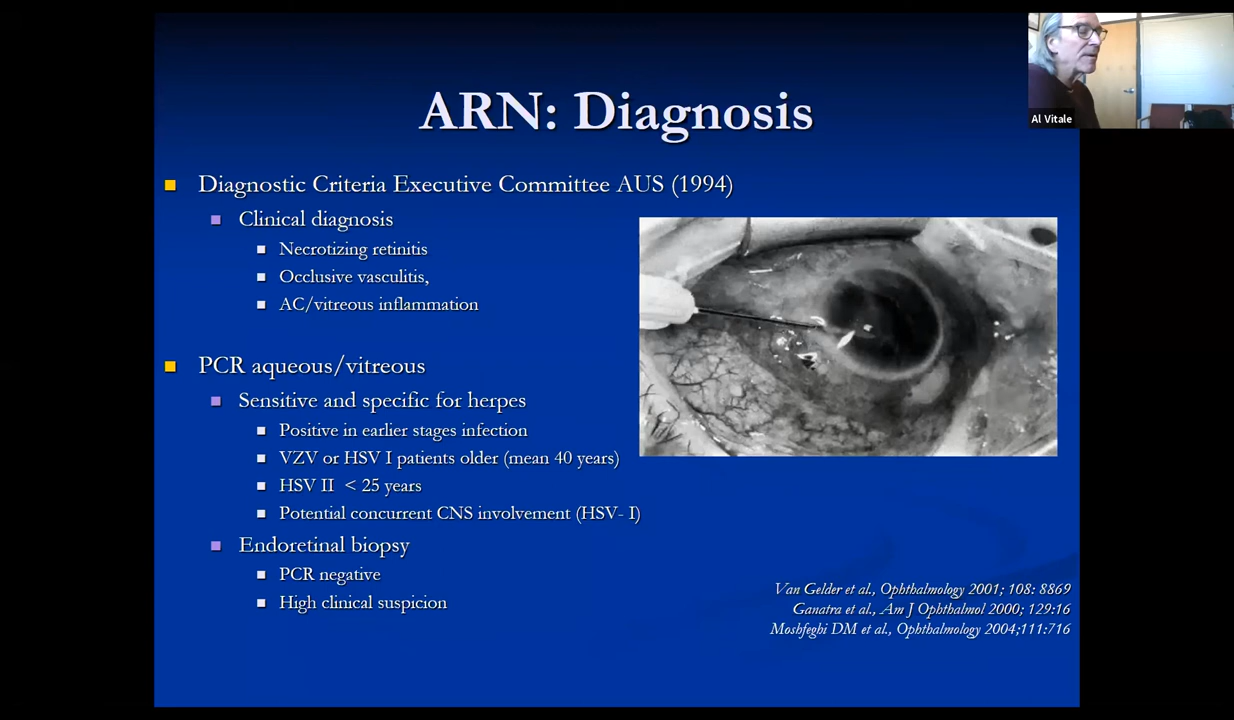 Al Vitale
ARN: Diagnosis
Diagnostic Criteria Executive Committee AUS (1994)
Clinical diagnosis
Necrotizing retinitis
Occlusive vasculitis,
AC/vitreous inflammation
PCR aqueous/vitreous
Sensitive and specific for herpes
Positive in earlier stages infection
VZV or HSV I patients older (mean 40 years)
HSV II < 25 years
Potential concurrent CNS involvement (HSV- I)
Endoretinal biopsy
PCR negative
High clinical suspicion
Van Gelder et al., Ophthalmology 2001; 108: 8869
Ganatra et al., Am J Ophthalmol 2000; 129:16
Moshfeghi DM et al., Ophthalmology 2004;111:716